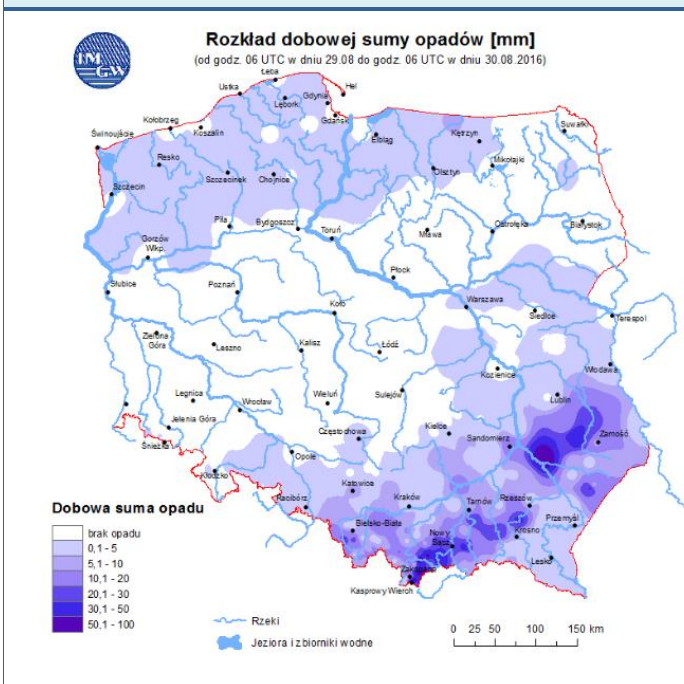 IMGW
Rozkład dobowej sumy opadów [mm]
(od godz. 06 UTC w dniu 29.08 do godz. 06 UTC w dniu 30.08.2016)
Łeba
Hel
Ustka
Gdynia
Lębork
Kołobrzeg
Gdańsk
Koszalin
Suwałki
Świnoujście
Elbląg
Kętrzyn
Resko
Mikołajki
Olsztyn
Szczecinek
Chojnice
Szczecin
Piła
Bydgoszcz
Toruń
Mława
Ostrołęka
Białystok
Gorzów
Wlkp.
Płock
Słubice
Poznań
Koło
Warszawa
Siedlce
Terespol
Zielona
Góra
Leszno
Kalisz
Łódź
Kozienice
Włodawa
Legnica
Wrocław
Wieluń
Sulejów
Lublin
Jelenia Góra
Częstochowa
Kielce
Sandomierz
Zamość
Śnieżka
Opole
Kłodzko
Katowice
Racibórz
Kraków
Tarnów
Rzeszów
Bielsko-Biała
Nowy
Sącz
Krosno
Przemyśl
Lesko
Zakopane
Kasprowy Wierch
Dobowa suma opadu
brak opadu
0,1 - 5
5,1 - 10
10,1 - 20
20,1 - 30
30,1 - 50
50,1 - 100
Rzeki
Jeziora i zbiorniki wodne
0 25 50 100 150 km